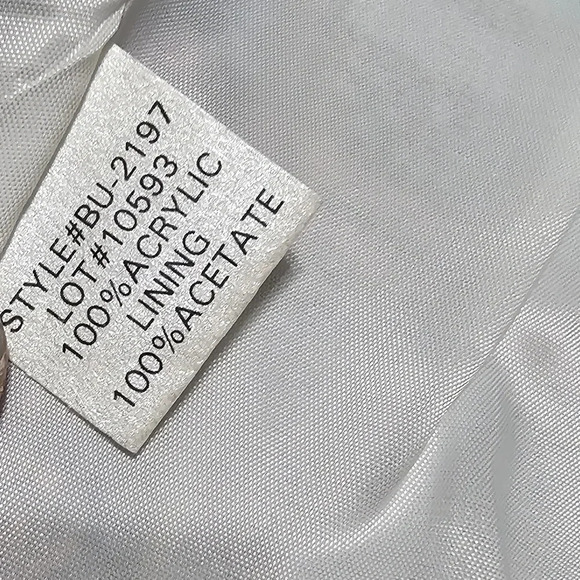 STYLE#BU-2197
LOT#10593
100%ACRYLIC
LINING
100%ACETATE